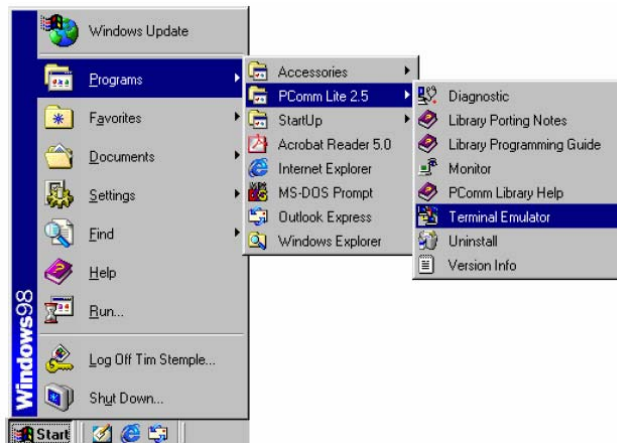 Windows Update
Programs
Favorites
Documents
Settings
Find
Help
Run...
Log Off Tim Stemple...
Shut Down...
Windows98
Start
Accessories
PComm Lite 2.5
StartUp
Acrobat Reader 5.0
Internet Explorer
MS-DOS Prompt
Outlook Express
Windows Explorer
Diagnostic
Library Porting Notes
Library Programming Guide
Monitor
PComm Library Help
Terminal Emulator
Uninstall
Version Info